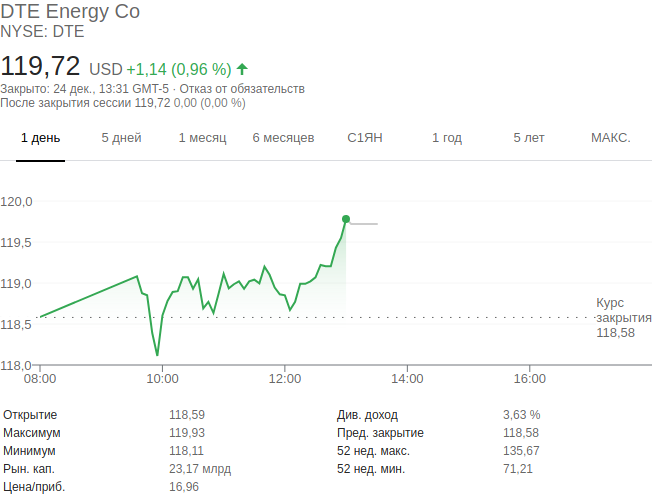 DTE Energy Co
NYSE: DTE
119,72 USD +1,14 (0,96 %)
Закрыто: 24 дек., 13:31 GMT-5 · Отказ от обязательств
После закрытия сессии 119,72 0,00 (0,00 %)
1 день 5 дней 1 месяц 6 месяцев С1ЯН 1 год 5 лет МАКС.
120,0
119,5
119,0
118,5
118,0
Курс
закрытия
118,58
08:00 10:00 12:00 14:00 16:00
Открытие 118,59 Див. доход 3,63 %
Максимум 119,93 Пред. закрытие 118,58
Минимум 118,11 52 нед. макс. 135,67
Рын. кап. 23,17 млрд 52 нед. мин. 71,21
Цена/приб. 16,96